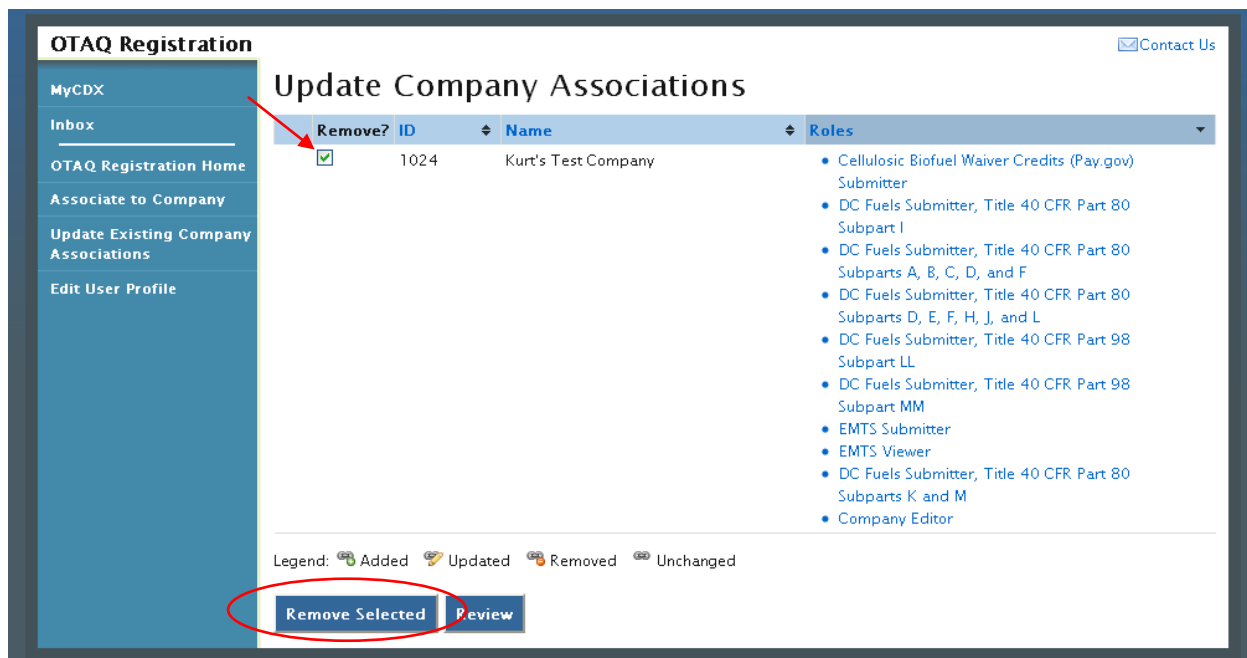 OTAQ Registration
Contact Us
MyCDX
Inbox
OTAQ Registration Home
Associate to Company
Update Existing Company
Associations
Edit User Profile
Update Company Associations
Remove? ID Name Roles
1024 Kurt's Test Company
Cellulosic Biofuel Waiver Credits (Pay.gov)
Submitter
DC Fuels Submitter, Title 40 CFR Part 80
Subpart I
DC Fuels Submitter, Title 40 CFR Part 80
Subparts A, B, C, D, and F
DC Fuels Submitter, Title 40 CFR Part 80
Subparts D, E, F, H, J, and L
DC Fuels Submitter, Title 40 CFR Part 98
Subpart LL
DC Fuels Submitter, Title 40 CFR Part 98
Subpart MM
EMTS Submitter
EMTS Viewer
DC Fuels Submitter, Title 40 CFR Part 80
Subparts K and M
Company Editor
Legend: Added Updated Removed Unchanged
Remove Selected Review